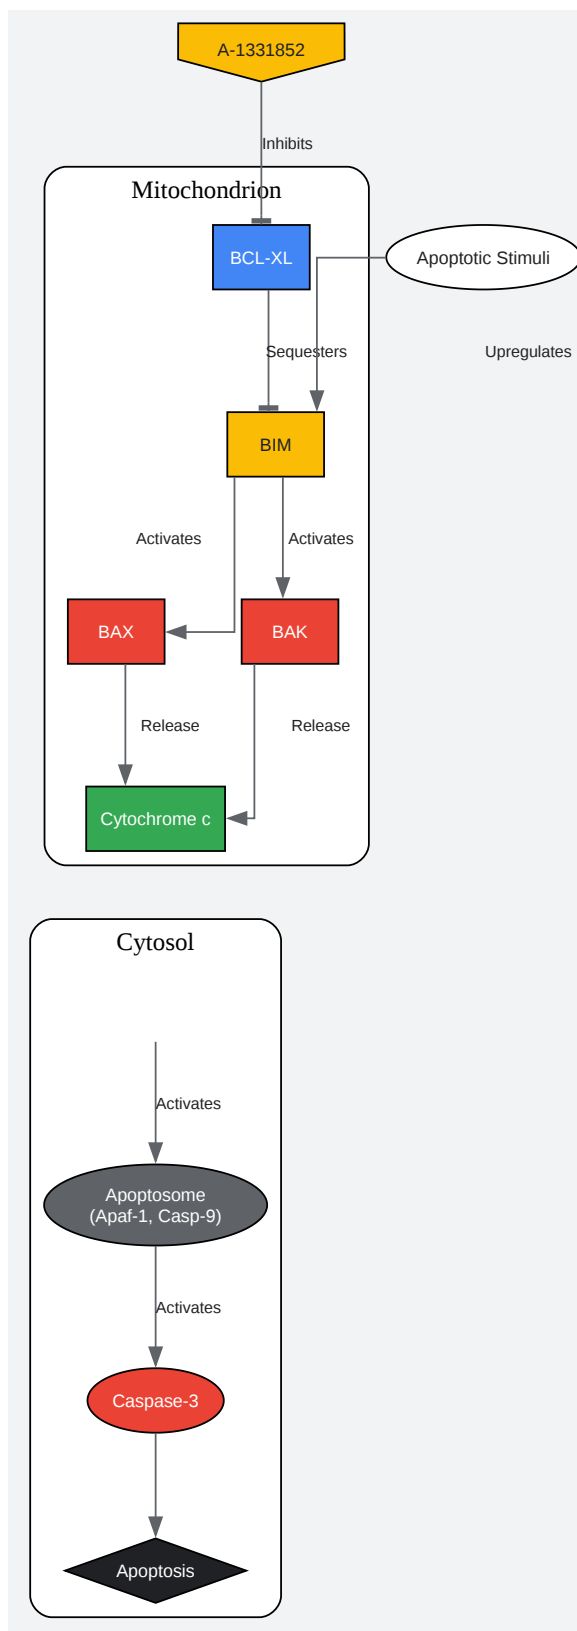 A-1331852
Inhibits
Mitochondrion
BCL-XL
Apoptotic Stimuli
Sequesters
Upregulates
BIM
Activates
Activates
BAX
BAK
Release
Release
Cytochrome c
Cytosol
Activates
Apoptosome
(Apaf-1, Casp-9)
Activates
Caspase-3
Apoptosis